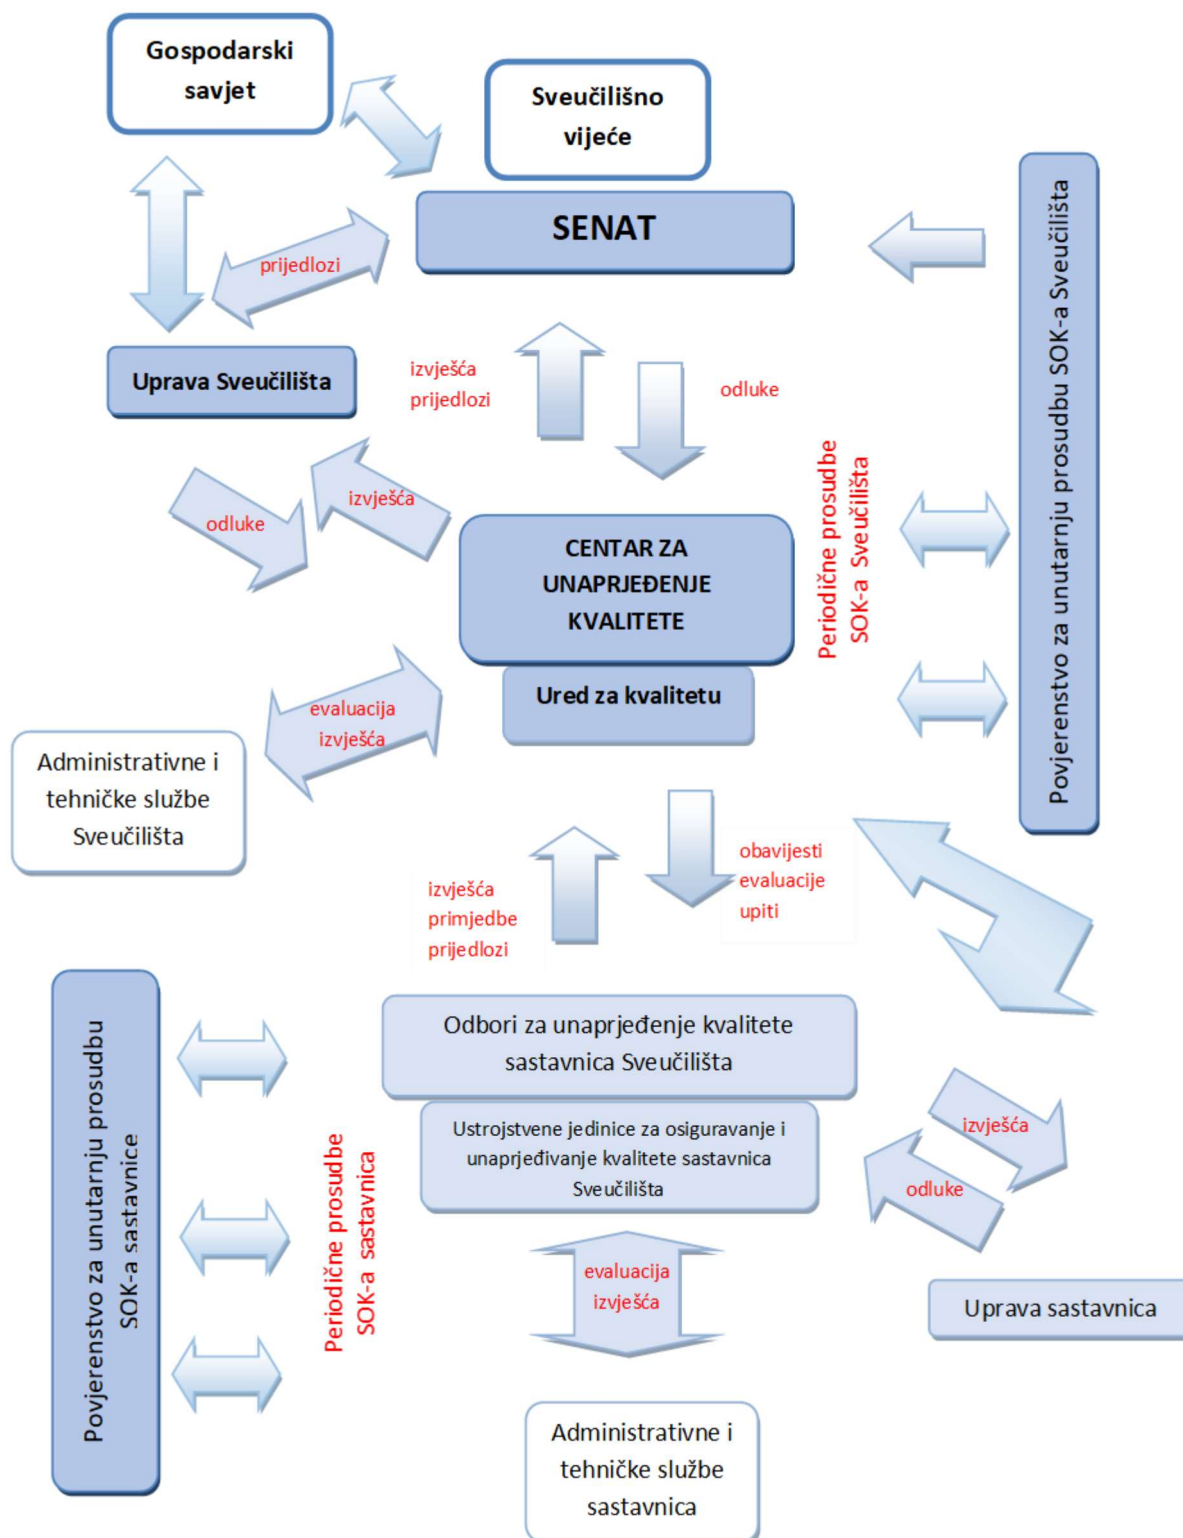 Gospodarski
savjet
Sveučilišno
vijeće
SENAT
prijedlozi
Uprava Sveučilišta
izvješća
prijedlozi
odluke
odluke
izvješća
CENTAR ZA
UNAPRJEĐENJE
KVALITETE
Ured za kvalitetu
Periodične prosudbe
SOK-a Sveučilišta
Povjerenstvo za unutarnju prosudbu SOK-a Sveučilišta
evaluacija
izvješća
Administrativne i
tehničke službe
Sveučilišta
izvješća
primjedbe
prijedlozi
obavijesti
evaluacije
upiti
Odbori za unaprjeđenje kvalitete
sastavnica Sveučilišta
Ustrojstvene jedinice za osiguravanje i
unaprjeđivanje kvalitete sastavnica
Sveučilišta
Povjerenstvo za unutarnju prosudbu
SOK-a sastavnice
Periodične prosudbe
SOK-a sastavnica
izvješća
odluke
evaluacija
izvješća
Uprava sastavnica
Administrativne i
tehničke službe
sastavnica